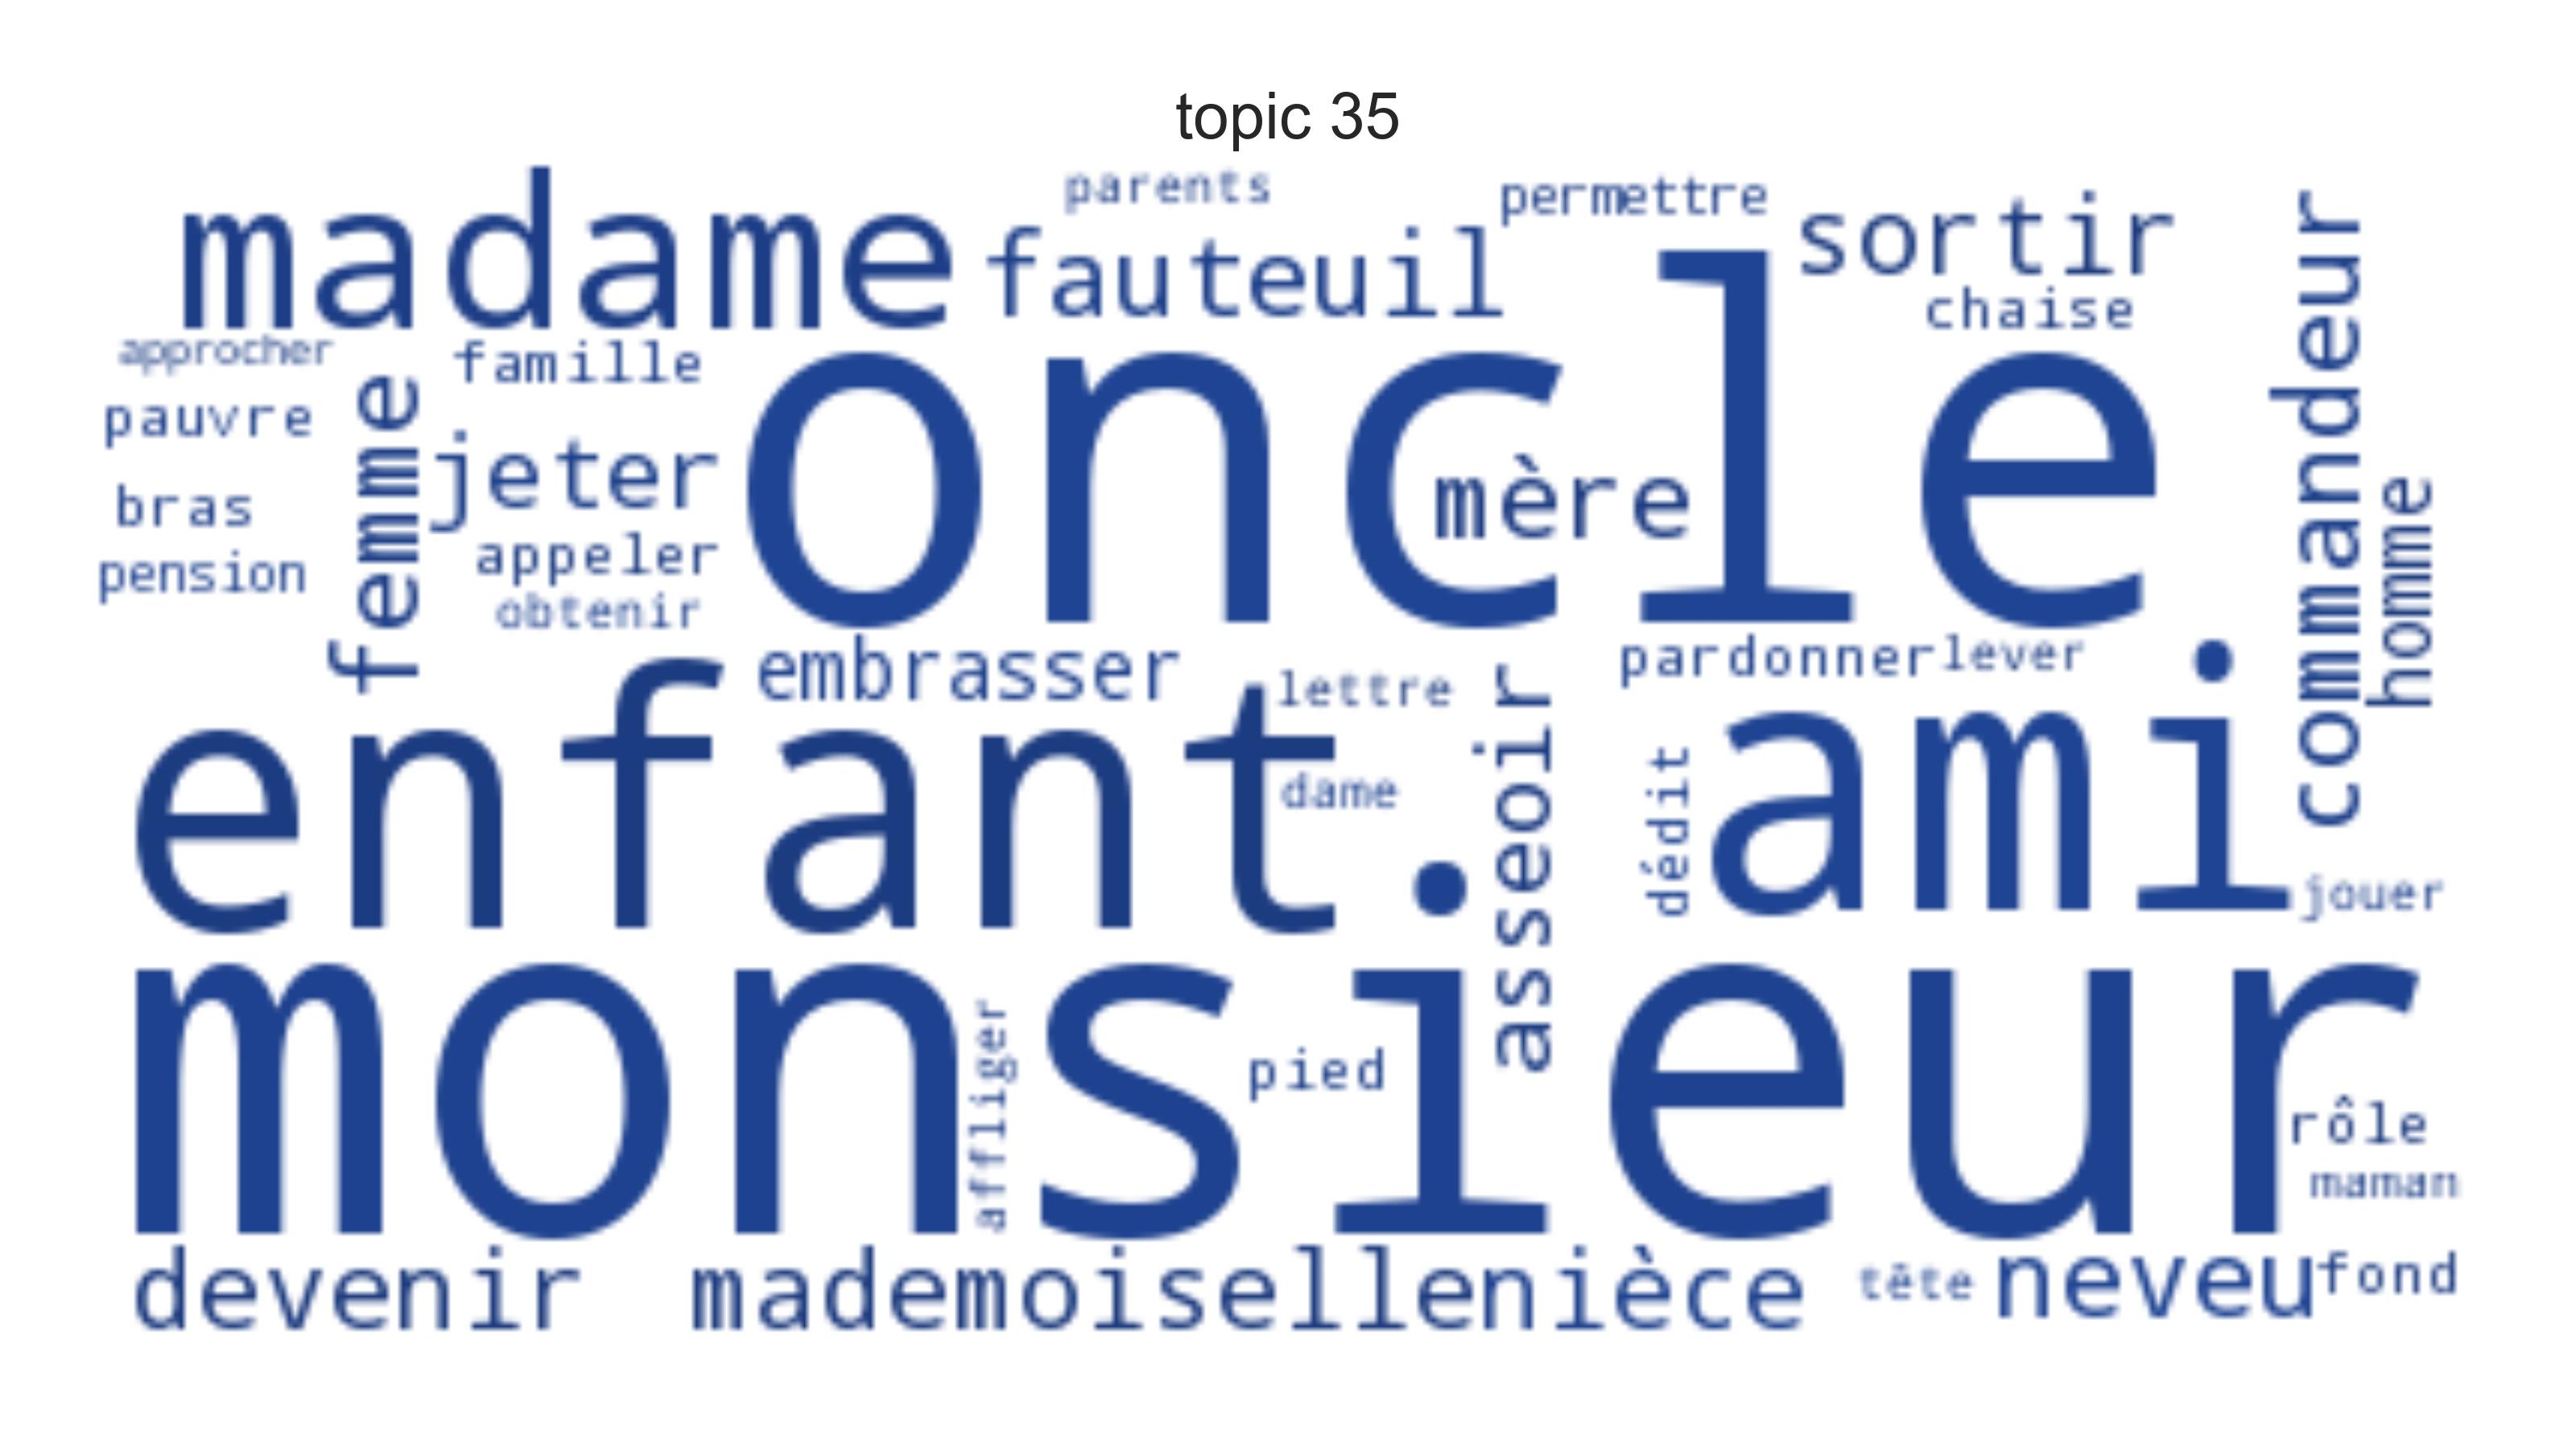 topic 35
parents
permettre
madame
fauteuil
sortir
chaise
commandeur
approcher
famille
oncle
pauvre
femme
jeter
mère
homme
bras
appeler
pension
obtenir
embrasser
pardonner
lever
enfant
lettre
asseoir
ami
dame
dédit
jouer
monsieur
affliger
pied
rôle
maman
devenir
mademoiselle
nièce
tête
neveu
fond